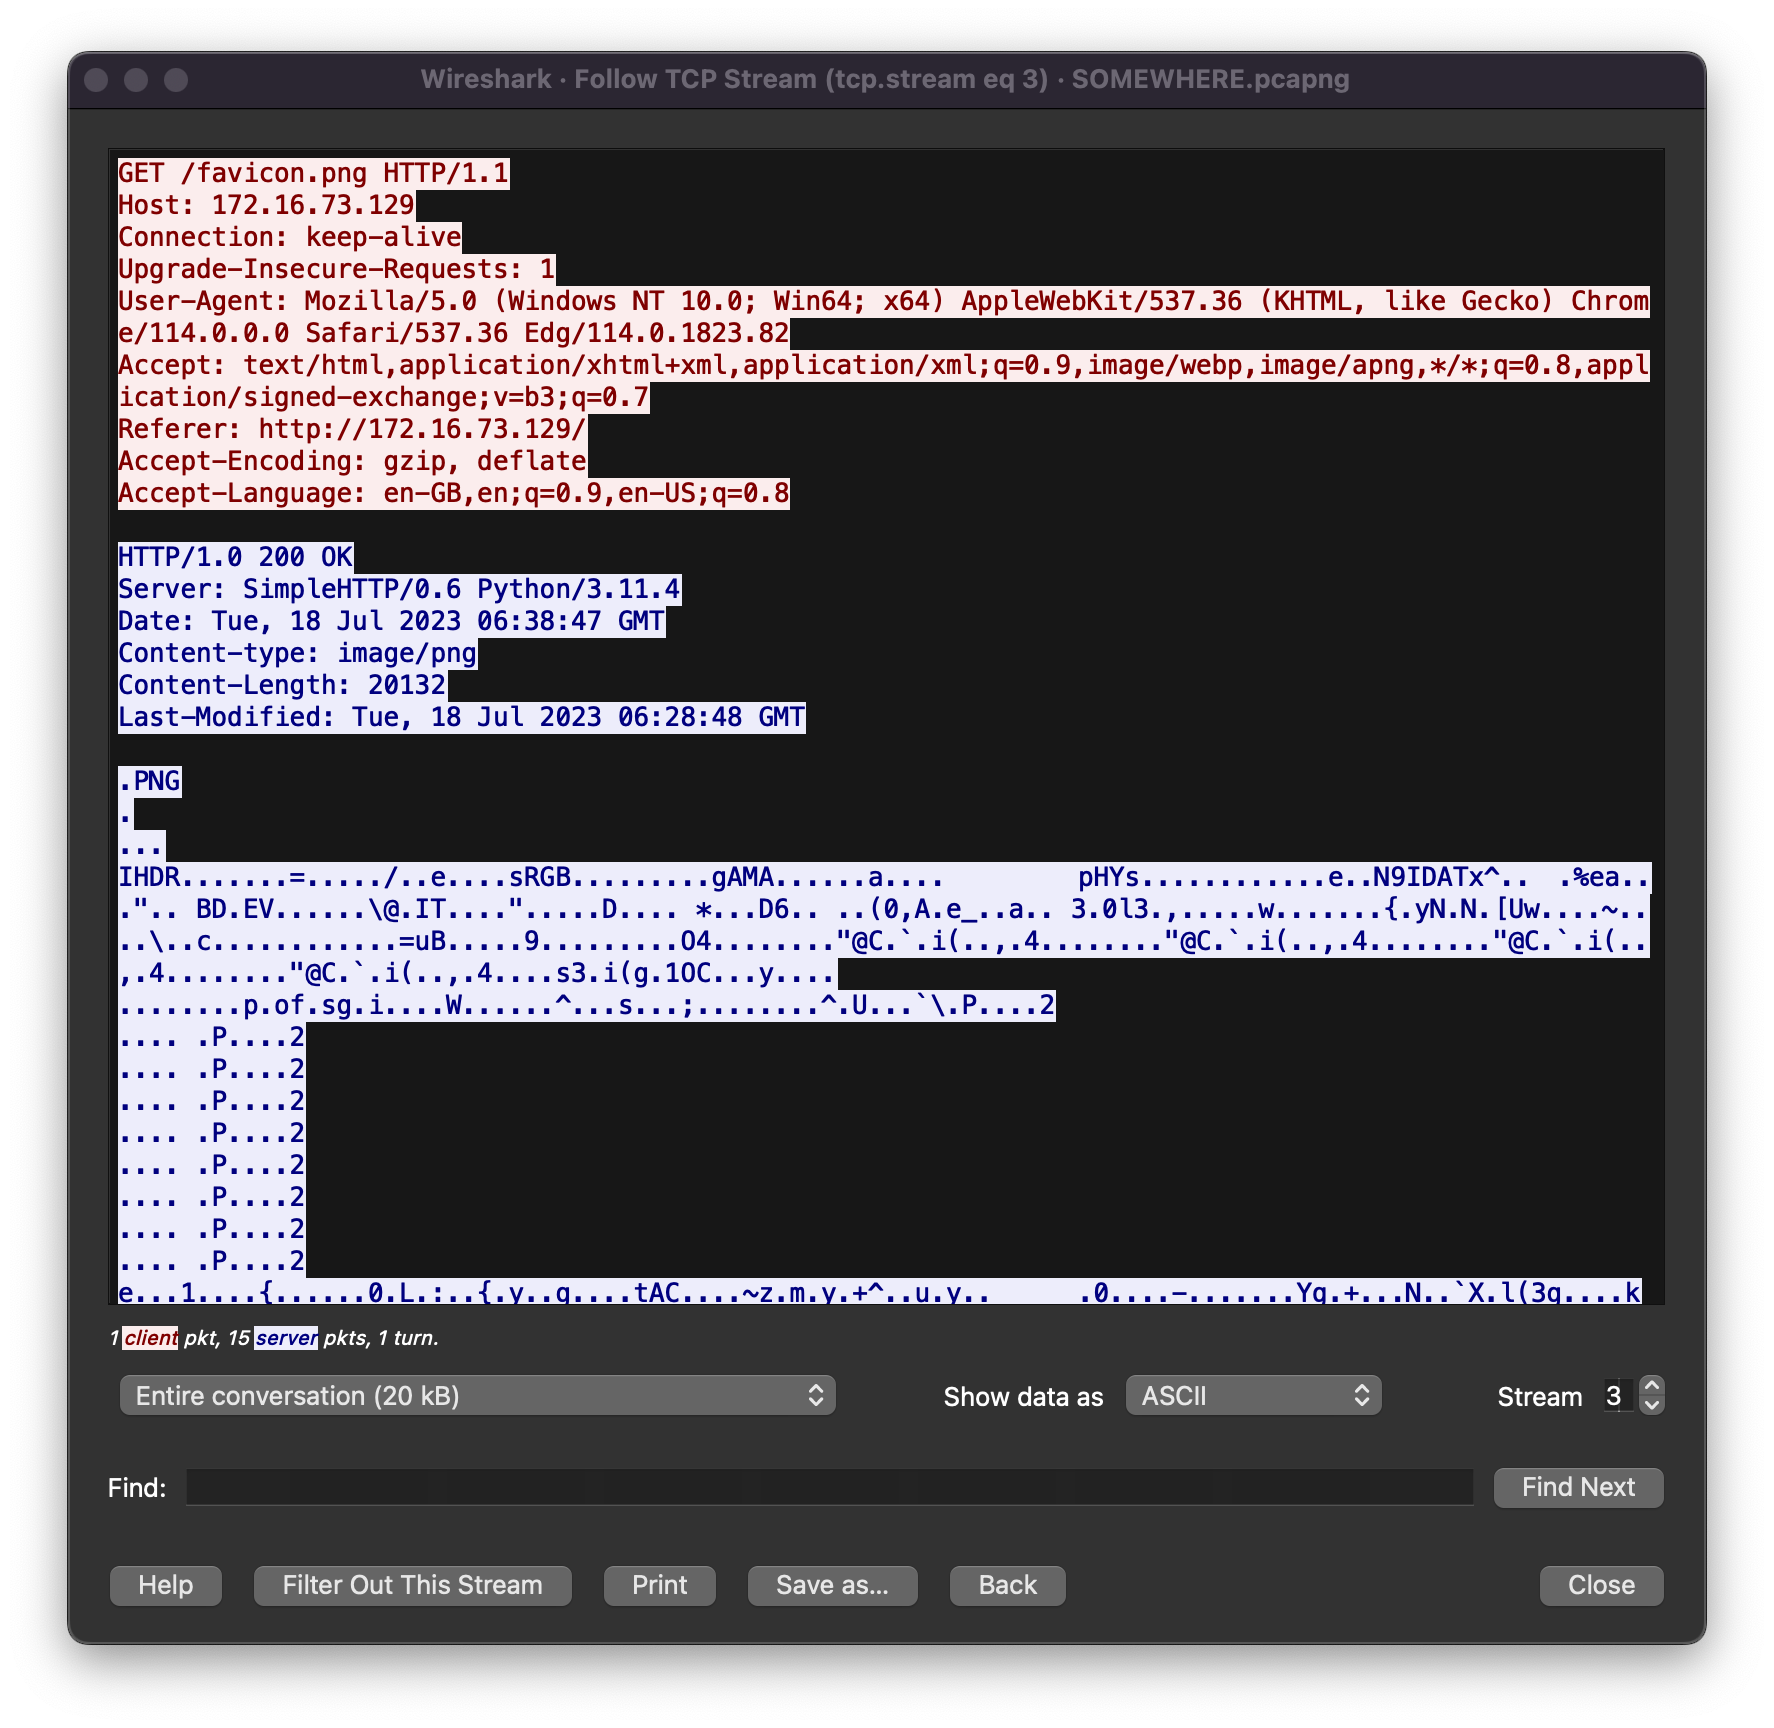 Wireshark · Follow TCP Stream (tcp.stream eq 3) · SOMEWHERE.pcapng
GET /favicon.png HTTP/1.1
Host: 172.16.73.129
Connection: keep-alive
Upgrade-Insecure-Requests: 1
User-Agent: Mozilla/5.0 (Windows NT 10.0; Win64; x64) AppleWebKit/537.36 (KHTML, like Gecko) Chrom
e/114.0.0.0 Safari/537.36 Edg/114.0.1823.82
Accept: text/html,application/xhtml+xml,application/xml;q=0.9,image/webp,image/apng,*/*;q=0.8,appl
ication/signed-exchange;v=b3;q=0.7
Referer: http://172.16.73.129/
Accept-Encoding: gzip, deflate
Accept-Language: en-GB,en;q=0.9,en-US;q=0.8
HTTP/1.0 200 OK
Server: SimpleHTTP/0.6 Python/3.11.4
Date: Tue, 18 Jul 2023 06:38:47 GMT
Content-type: image/png
Content-Length: 20132
Last-Modified: Tue, 18 Jul 2023 06:28:48 GMT
.PNG
.
...
IHDR.......=...../..e....sRGB.........gAMA......a....	pHYs............e..N9IDATx^.. .%ea..
.".. BD.EV......\@.IT....".....D.... *...D6.. ..(0,A.e_..a.. 3.0l3.,.....w.......{.yN.N.[Uw....~..
..\..c............=uB.....9.........O4........"@C.`.i(..,.4........"@C.`.i(..,.4........"@C.`.i(..
,.4........"@C.`.i(..,.4....s3.i(g.1OC...y....
........p.of.sg.i....W......^...s...;........^.U...`\.P....2
.... .P....2
.... .P....2
.... .P....2
.... .P....2
.... .P....2
.... .P....2
.... .P....2
.... .P....2
e...1....{......0.L.:..{.y..g....tAC....~z.m.y.+^..u.y..	.0....-.......Yg.+...N..`X.l(3g....k
1 client pkt, 15 server pkts, 1 turn.
Entire conversation (20 kB)
Show data as
ASCII
Stream
3
Find:
Find Next
Help
Filter Out This Stream
Print
Save as...
Back
Close